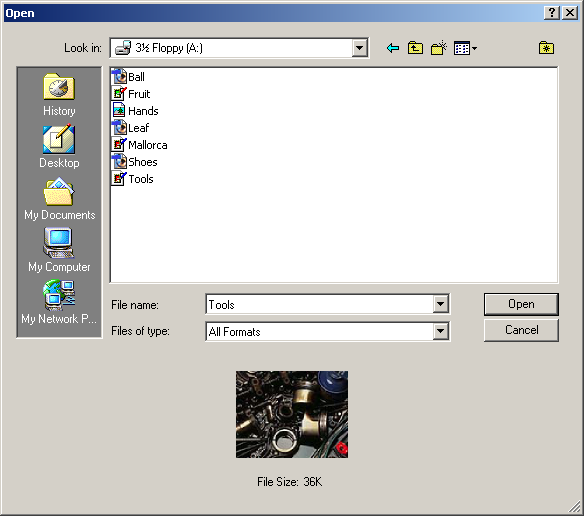 Open
Look in: 3½ Floppy (A:)
History
Desktop
My Documents
My Computer
My Network P...
Ball
Fruit
Hands
Leaf
Mallorca
Shoes
Tools
File name: Tools Open
Files of type: All Formats Cancel
File Size: 36K